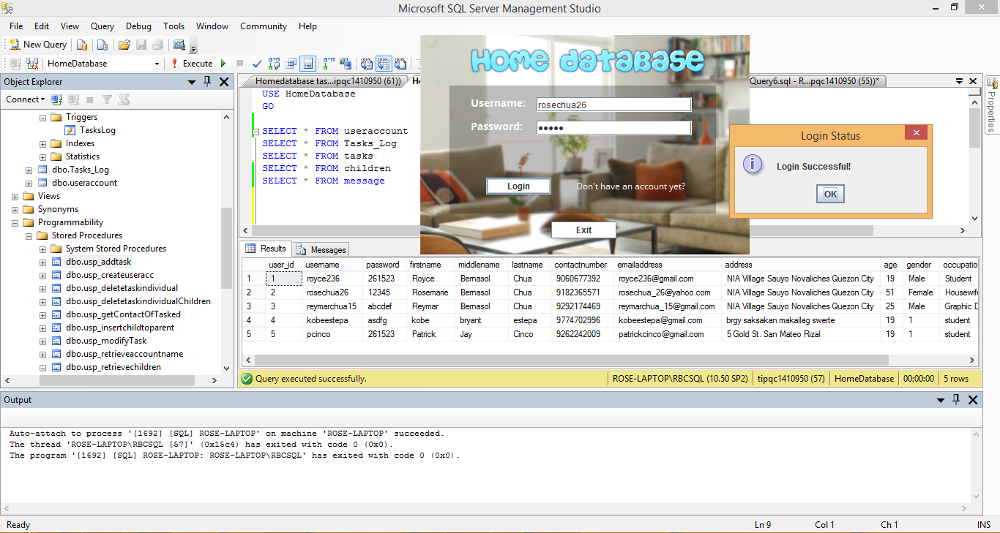 Microsoft SQL Server Management Studio
File Edit View Query Debug Tools Window Community Help
New Query
HomeDatabase
Execute
Object Explorer
Connect
Triggers
TasksLog
Indexes
Statistics
dbo.Tasks_Log
dbo.useraccount
Views
Synonyms
Programmability
Stored Procedures
System Stored Procedures
dbo.usp_addtask
dbo.usp_createuseracc
dbo.usp_deletetaskindividual
dbo.usp_deletetaskindividualChildren
dbo.usp_getContactOfTasked
dbo.usp_insertchildtoparent
dbo.usp_modifyTask
dbo.usp_retrieveaccountname
dbo.usp_retrievechildren
Homedatabase tas...ipqc1410950 (61))
Query6.sql - R...pqc1410950 (55))*
USE HomeDatabase
GO
SELECT * FROM useraccount
SELECT * FROM Tasks_Log
SELECT * FROM tasks
SELECT * FROM children
SELECT * FROM message
Home Database
Username: rosechua26
Password: •••••
Login
Don't have an account yet?
Exit
Login Status
Login Successful!
OK
Properties
Results Messages
user_id username password firstname middlename lastname contactnumber emailaddress address age gender occupatio
1 1 royce236 261523 Royce Bernasol Chua 9060677392 royce236@gmail.com NIA Village Sauyo Novaliches Quezon City 19 Male Student
2 2 rosechua26 12345 Rosemarie Bernasol Chua 9182365571 rosechua_26@yahoo.com NIA Village Sauyo Novaliches Quezon City 51 Female Housewife
3 3 reymarchua15 abcdef Reymar Bernasol Chua 9292174469 reymarchua_15@gmail.com NIA Village Sauyo Novaliches Quezon City 25 Male Graphic D
4 4 kobeestepa asdfg kobe bryant estepa 9774702996 kobeestepa@gmail.com brgy saksakan makailag swerte 19 1 student
5 5 pcinco 261523 Patrick Jay Cinco 9262242009 patrickcinco@gmail.com 5 Gold St. San Mateo Rizal 19 1 student
Query executed successfully.
ROSE-LAPTOP\RBCSQL (10.50 SP2) tipqc1410950 (57) HomeDatabase 00:00:00 5 rows
Output
Auto-attach to process '[1692] [SQL] ROSE-LAPTOP' on machine 'ROSE-LAPTOP' succeeded.
The thread 'ROSE-LAPTOP\RBCSQL [57]' (0x15c4) has exited with code 0 (0x0).
The program '[1692] [SQL] ROSE-LAPTOP: ROSE-LAPTOP\RBCSQL' has exited with code 0 (0x0).
Ready Ln 9 Col 1 Ch 1 INS